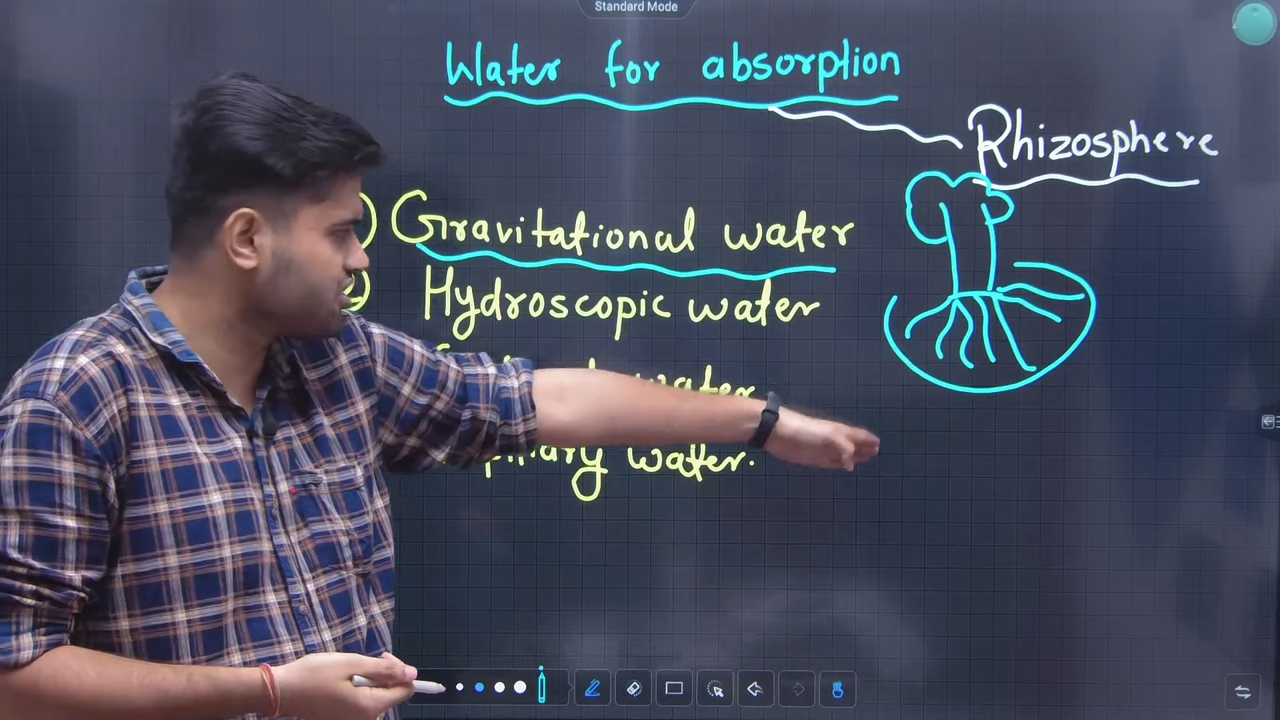 Standard Mode
Water for absorption
Rhizosphere
Gravitational water
Hydroscopic water
water
water.